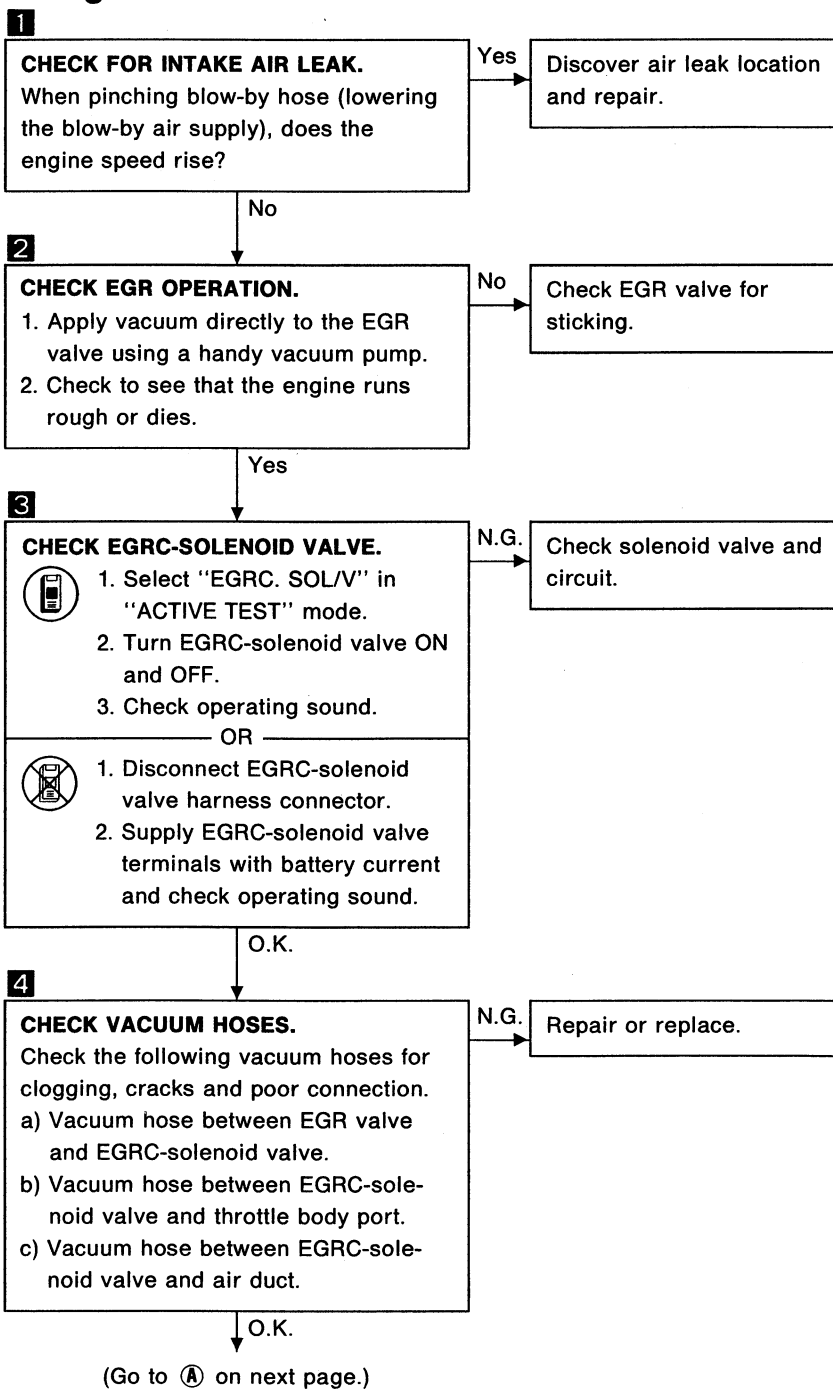 1
CHECK FOR INTAKE AIR LEAK.
When pinching blow-by hose (lowering
the blow-by air supply), does the
engine speed rise?
Yes
Discover air leak location
and repair.
No
2
CHECK EGR OPERATION.
1. Apply vacuum directly to the EGR
valve using a handy vacuum pump.
2. Check to see that the engine runs
rough or dies.
No
Check EGR valve for
sticking.
Yes
3
CHECK EGRC-SOLENOID VALVE.
1. Select "EGRC. SOL/V" in
"ACTIVE TEST" mode.
2. Turn EGRC-solenoid valve ON
and OFF.
3. Check operating sound.
OR
1. Disconnect EGRC-solenoid
valve harness connector.
2. Supply EGRC-solenoid valve
terminals with battery current
and check operating sound.
N.G.
Check solenoid valve and
circuit.
O.K.
4
CHECK VACUUM HOSES.
Check the following vacuum hoses for
clogging, cracks and poor connection.
a) Vacuum hose between EGR valve
and EGRC-solenoid valve.
b) Vacuum hose between EGRC-sole-
noid valve and throttle body port.
c) Vacuum hose between EGRC-sole-
noid valve and air duct.
N.G.
Repair or replace.
O.K.
(Go to Ⓐ on next page.)